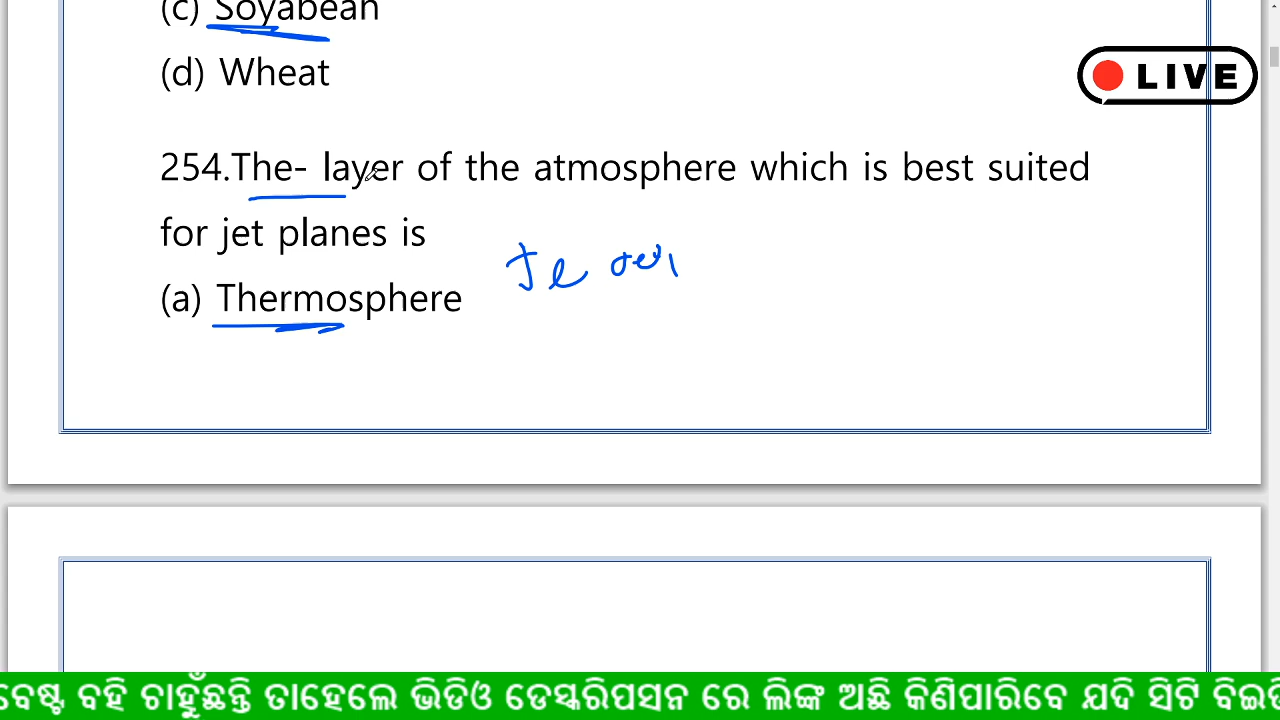 (c) Soyabean
(d) Wheat
LIVE
254.The- layer of the atmosphere which is best suited
for jet planes is
(a) Thermosphere
ବେଷ୍ଟ ବହି ଚାହୁଁଛନ୍ତି ତାହେଲେ ଭିଡିଓ ଡେସ୍କରିପସନ ରେ ଲିଙ୍କ ଅଛି କିଣିପାରିବେ ଯଦି ସିଟି